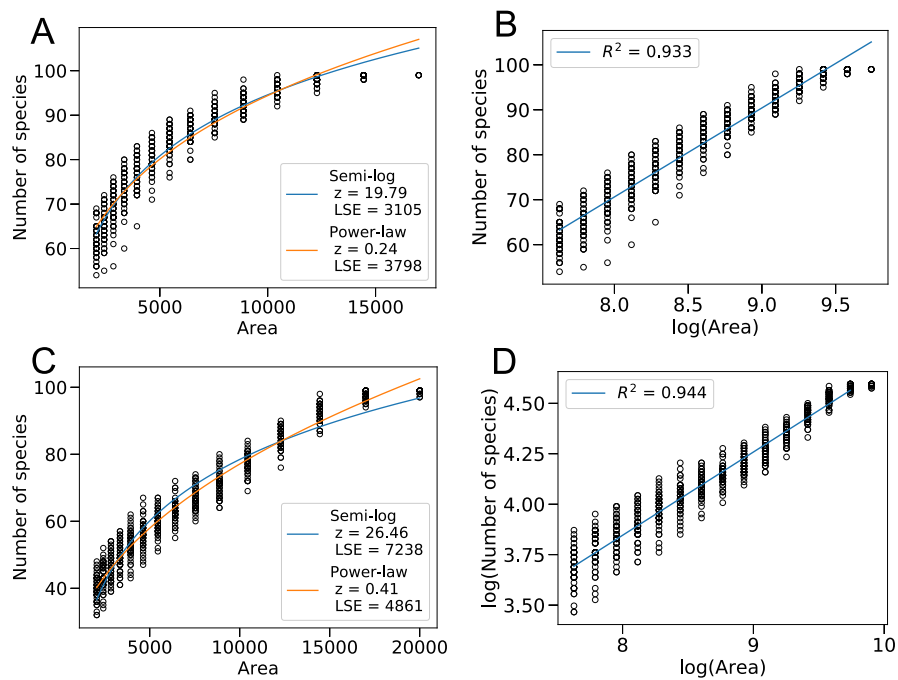 A
Number of species
100
90
80
70
60
Semi-log
z = 19.79
LSE = 3105
Power-law
z = 0.24
LSE = 3798
5000
10000
15000
Area
B
Number of species
100
90
80
70
60
R² = 0.933
8.0
8.5
9.0
9.5
log(Area)
C
Number of species
100
80
60
40
Semi-log
z = 26.46
LSE = 7238
Power-law
z = 0.41
LSE = 4861
5000
10000
15000
20000
Area
D
log(Number of species)
4.50
4.25
4.00
3.75
3.50
R² = 0.944
8
9
10
log(Area)